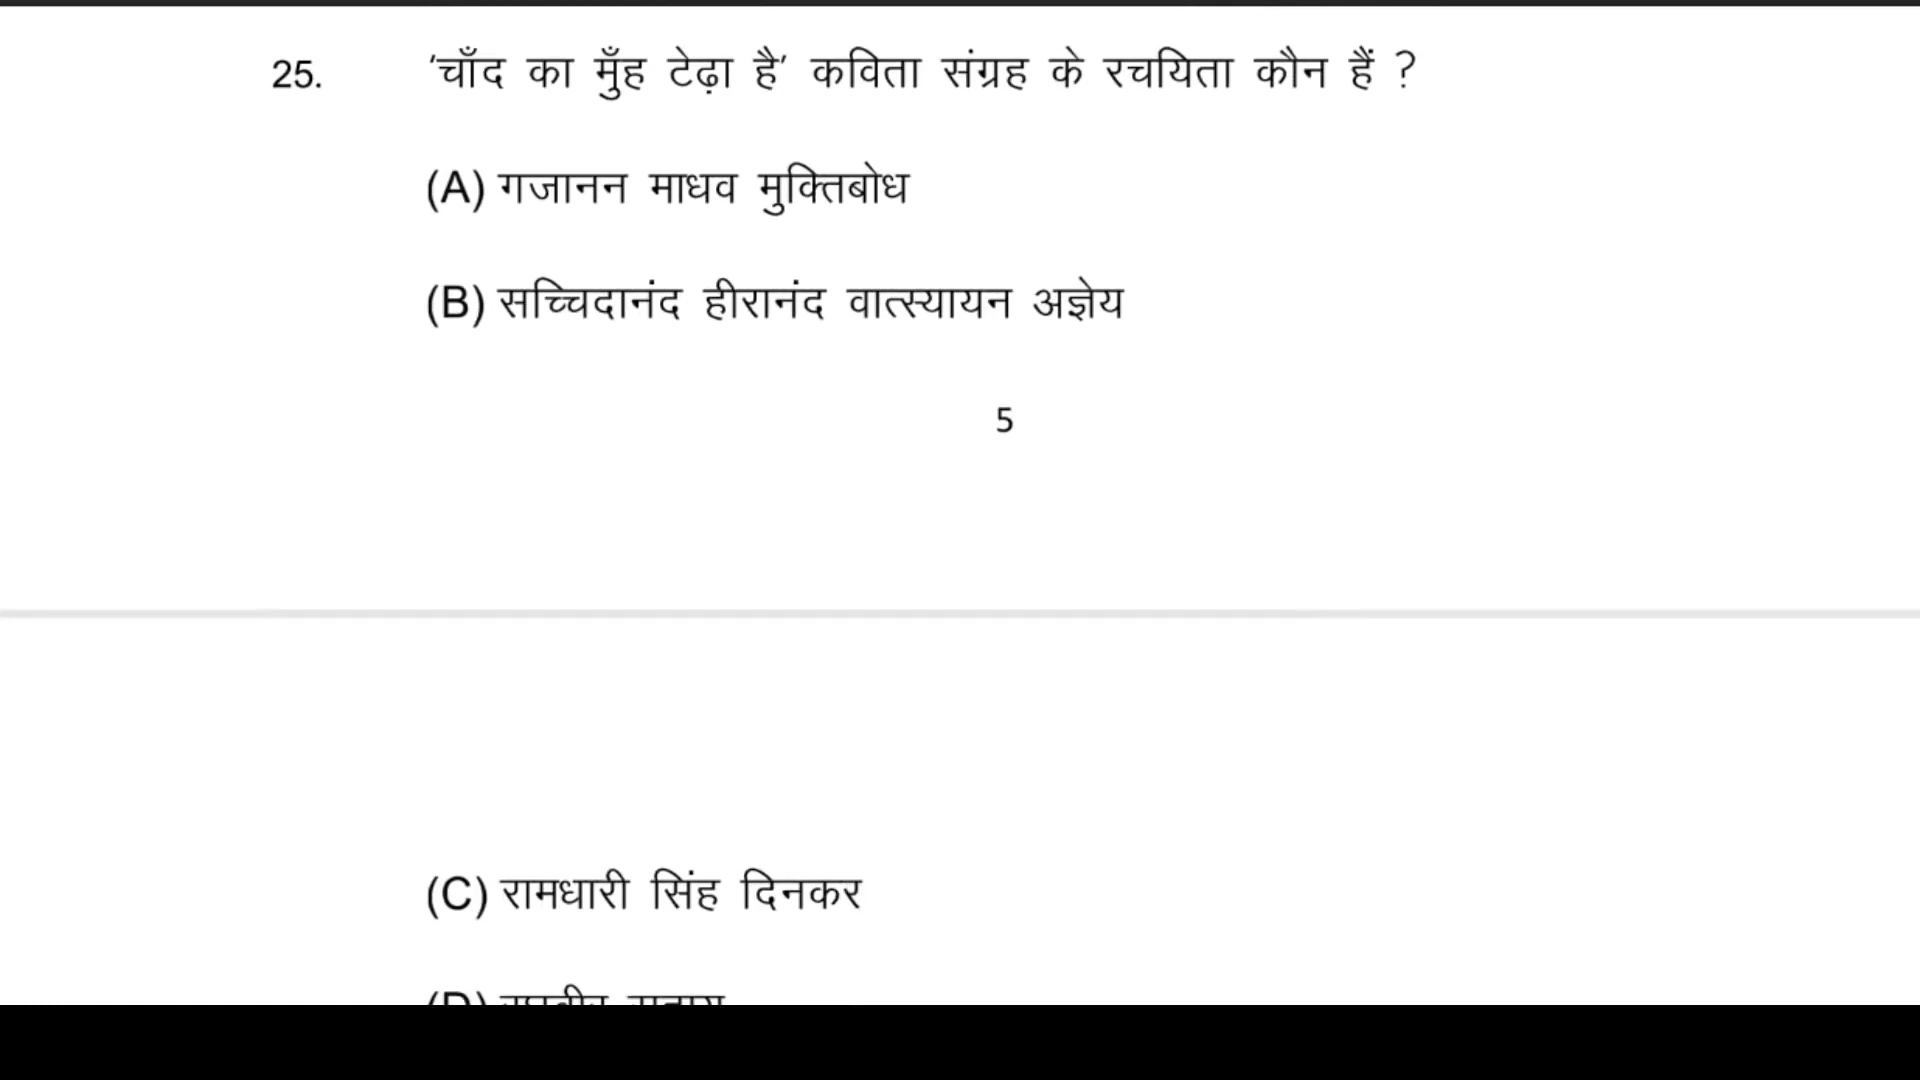 25. 'चाँद का मुँह टेढ़ा है' कविता संग्रह के रचयिता कौन हैं ?
(A) गजानन माधव मुक्तिबोध
(B) सच्चिदानंद हीरानंद वात्स्यायन अज्ञेय
5
(C) रामधारी सिंह दिनकर
(D)